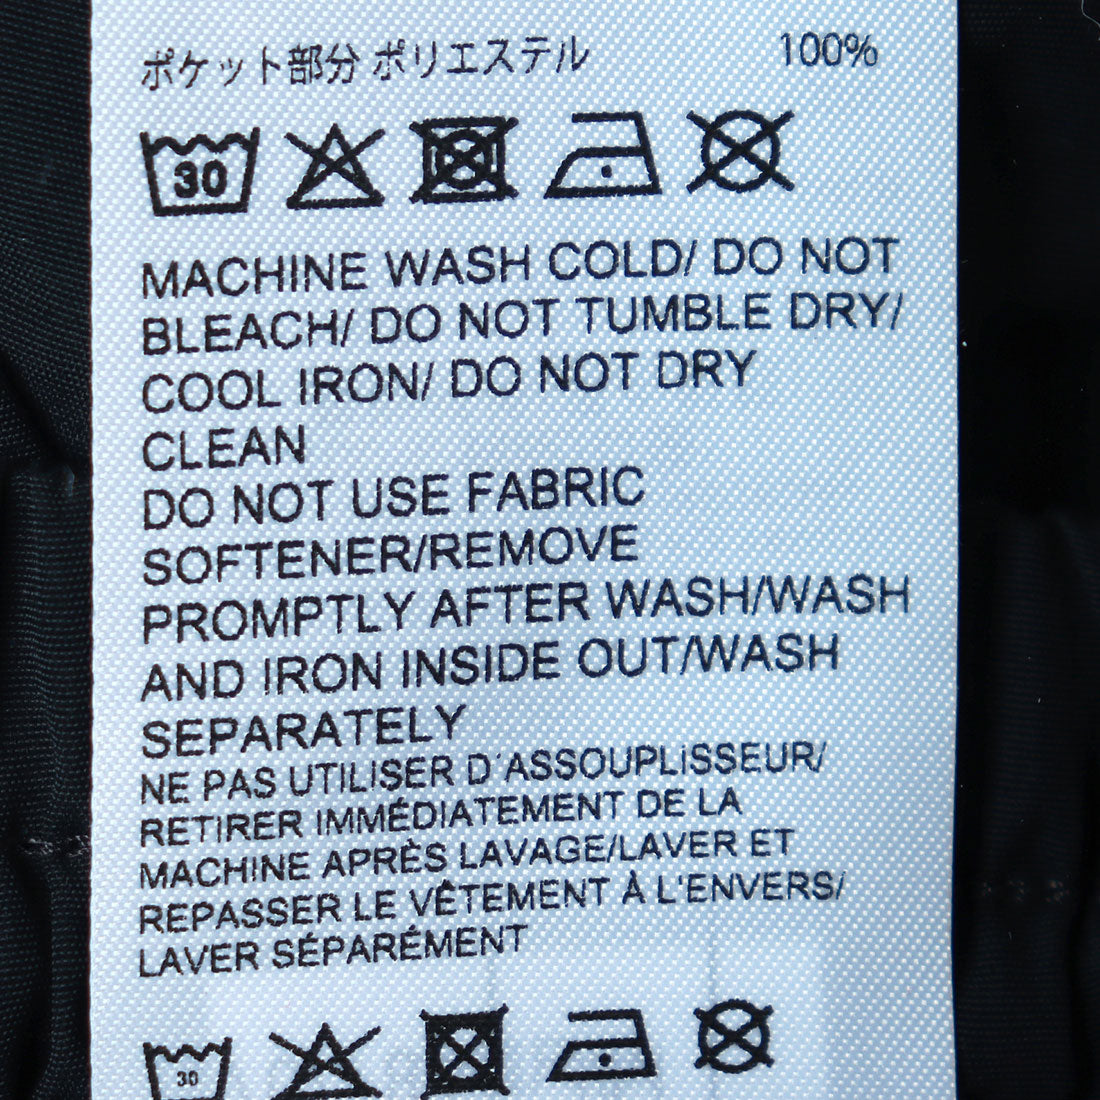 ポケット部分 ポリエステル 100%
30
MACHINE WASH COLD/ DO NOT
BLEACH/ DO NOT TUMBLE DRY/
COOL IRON/ DO NOT DRY
CLEAN
DO NOT USE FABRIC
SOFTENER/REMOVE
PROMPTLY AFTER WASH/WASH
AND IRON INSIDE OUT/WASH
SEPARATELY
NE PAS UTILISER D'ASSOUPLISSEUR/
RETIRER IMMÉDIATEMENT DE LA
MACHINE APRÈS LAVAGE/LAVER ET
REPASSER LE VÊTEMENT À L'ENVERS/
LAVER SÉPARÉMENT
30